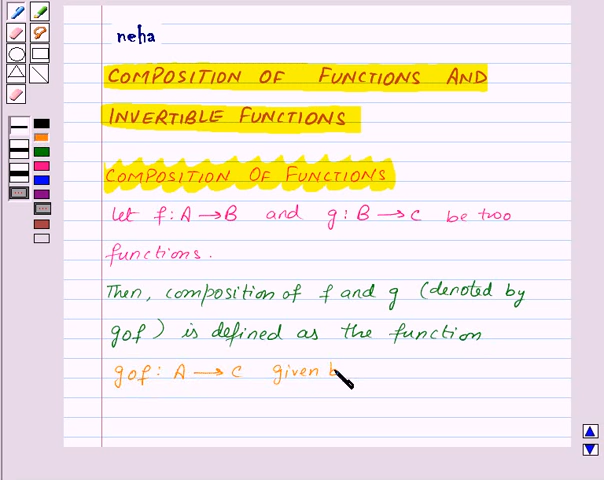 neha
COMPOSITION OF FUNCTIONS AND
INVERTIBLE FUNCTIONS
COMPOSITION OF FUNCTIONS
Let f : A → B and g : B → C be two
functions.
Then, composition of f and g (denoted by
gof) is defined as the function
gof : A → C given b